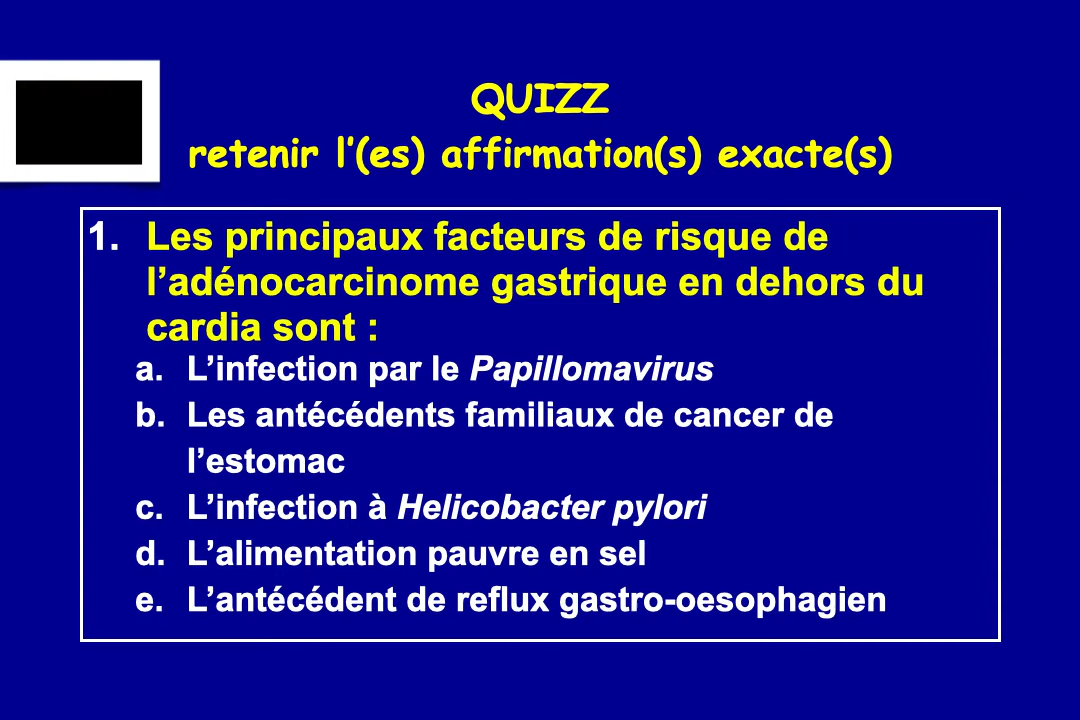 QUIZZ
retenir l’(es) affirmation(s) exacte(s)
1. Les principaux facteurs de risque de
l’adénocarcinome gastrique en dehors du
cardia sont :
a. L’infection par le Papillomavirus
b. Les antécédents familiaux de cancer de
l’estomac
c. L’infection à Helicobacter pylori
d. L’alimentation pauvre en sel
e. L’antécédent de reflux gastro-oesophagien